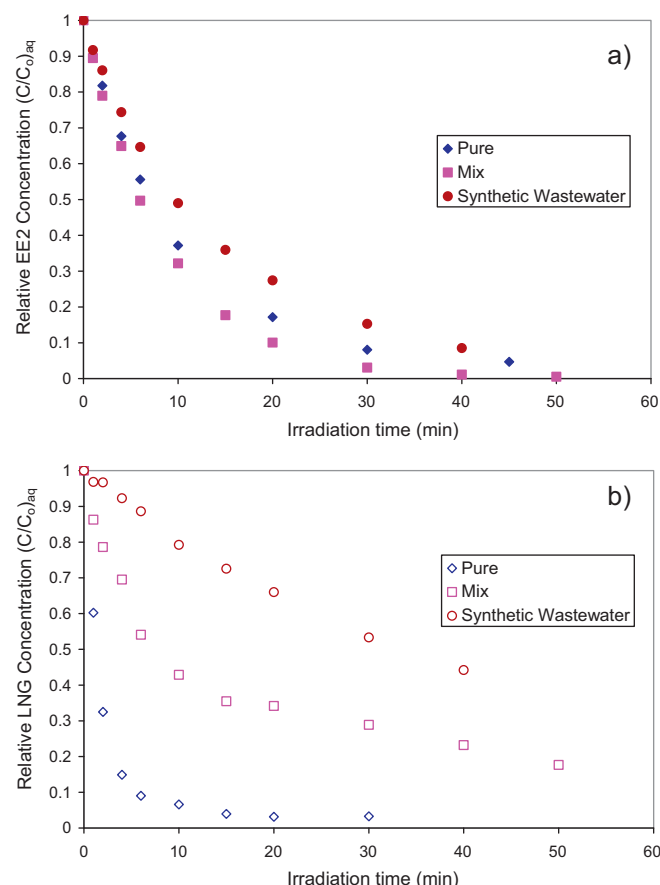 a)
Relative EE2 Concentration (C/Cₒ)aq
1
0.9
0.8
0.7
0.6
0.5
0.4
0.3
0.2
0.1
0
Pure
Mix
Synthetic Wastewater
0 10 20 30 40 50 60
Irradiation time (min)
b)
Relative LNG Concentration (C/Cₒ)aq
1
0.9
0.8
0.7
0.6
0.5
0.4
0.3
0.2
0.1
0
Pure
Mix
Synthetic Wastewater
0 10 20 30 40 50 60
Irradiation time (min)